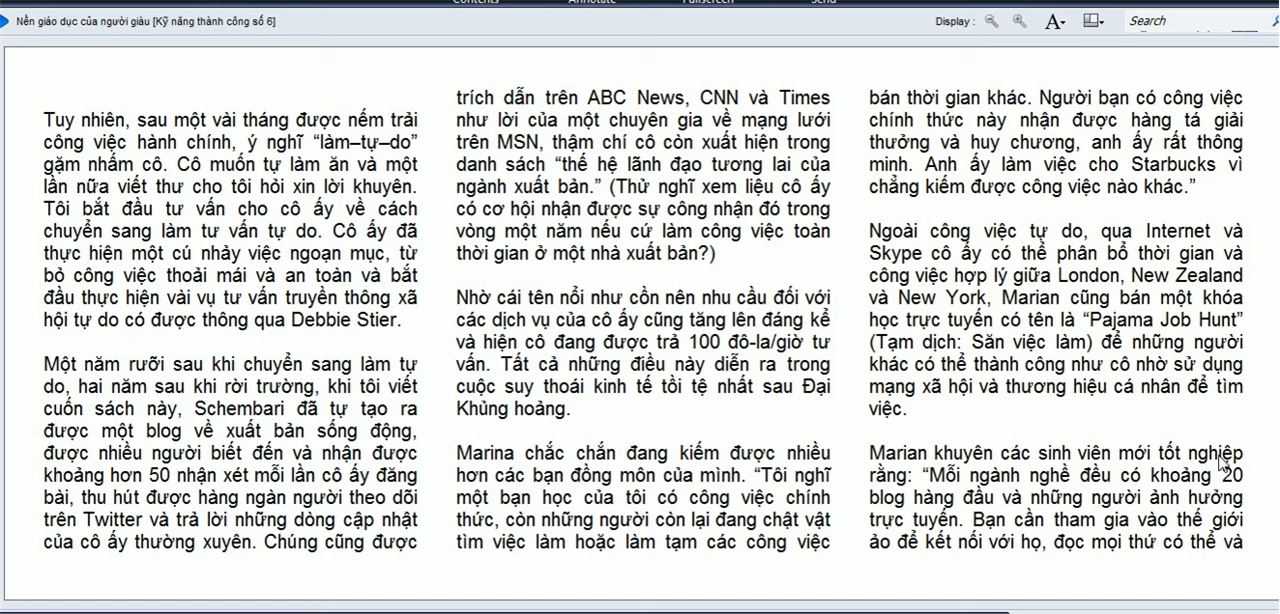 Contents Annotate Fullscreen Send
Nền giáo dục của người giàu [Kỹ năng thành công số 6]
Display :
A
Search
Tuy nhiên, sau một vài tháng được nếm trải
công việc hành chính, ý nghĩ “làm–tự–do”
gặm nhấm cô. Cô muốn tự làm ăn và một
lần nữa viết thư cho tôi hỏi xin lời khuyên.
Tôi bắt đầu tư vấn cho cô ấy về cách
chuyển sang làm tư vấn tự do. Cô ấy đã
thực hiện một cú nhảy việc ngoạn mục, từ
bỏ công việc thoải mái và an toàn và bắt
đầu thực hiện vài vụ tư vấn truyền thông xã
hội tự do có được thông qua Debbie Stier.
Một năm rưỡi sau khi chuyển sang làm tự
do, hai năm sau khi rời trường, khi tôi viết
cuốn sách này, Schembari đã tự tạo ra
được một blog về xuất bản sống động,
được nhiều người biết đến và nhận được
khoảng hơn 50 nhận xét mỗi lần cô ấy đăng
bài, thu hút được hàng ngàn người theo dõi
trên Twitter và trả lời những dòng cập nhật
của cô ấy thường xuyên. Chúng cũng được
trích dẫn trên ABC News, CNN và Times
như lời của một chuyên gia về mạng lưới
trên MSN, thậm chí cô còn xuất hiện trong
danh sách “thế hệ lãnh đạo tương lai của
ngành xuất bản.” (Thử nghĩ xem liệu cô ấy
có cơ hội nhận được sự công nhận đó trong
vòng một năm nếu cứ làm công việc toàn
thời gian ở một nhà xuất bản?)
Nhờ cái tên nổi như cồn nên nhu cầu đối với
các dịch vụ của cô ấy cũng tăng lên đáng kể
và hiện cô đang được trả 100 đô-la/giờ tư
vấn. Tất cả những điều này diễn ra trong
cuộc suy thoái kinh tế tồi tệ nhất sau Đại
Khủng hoảng.
Marina chắc chắn đang kiếm được nhiều
hơn các bạn đồng môn của mình. “Tôi nghĩ
một bạn học của tôi có công việc chính
thức, còn những người còn lại đang chật vật
tìm việc làm hoặc làm tạm các công việc
bán thời gian khác. Người bạn có công việc
chính thức này nhận được hàng tá giải
thưởng và huy chương, anh ấy rất thông
minh. Anh ấy làm việc cho Starbucks vì
chẳng kiếm được công việc nào khác.”
Ngoài công việc tự do, qua Internet và
Skype cô ấy có thể phân bổ thời gian và
công việc hợp lý giữa London, New Zealand
và New York, Marian cũng bán một khóa
học trực tuyến có tên là “Pajama Job Hunt”
(Tạm dịch: Săn việc làm) để những người
khác có thể thành công như cô nhờ sử dụng
mạng xã hội và thương hiệu cá nhân để tìm
việc.
Marian khuyên các sinh viên mới tốt nghiệp
rằng: “Mỗi ngành nghề đều có khoảng 20
blog hàng đầu và những người ảnh hưởng
trực tuyến. Bạn cần tham gia vào thế giới
ảo để kết nối với họ, đọc mọi thứ có thể và